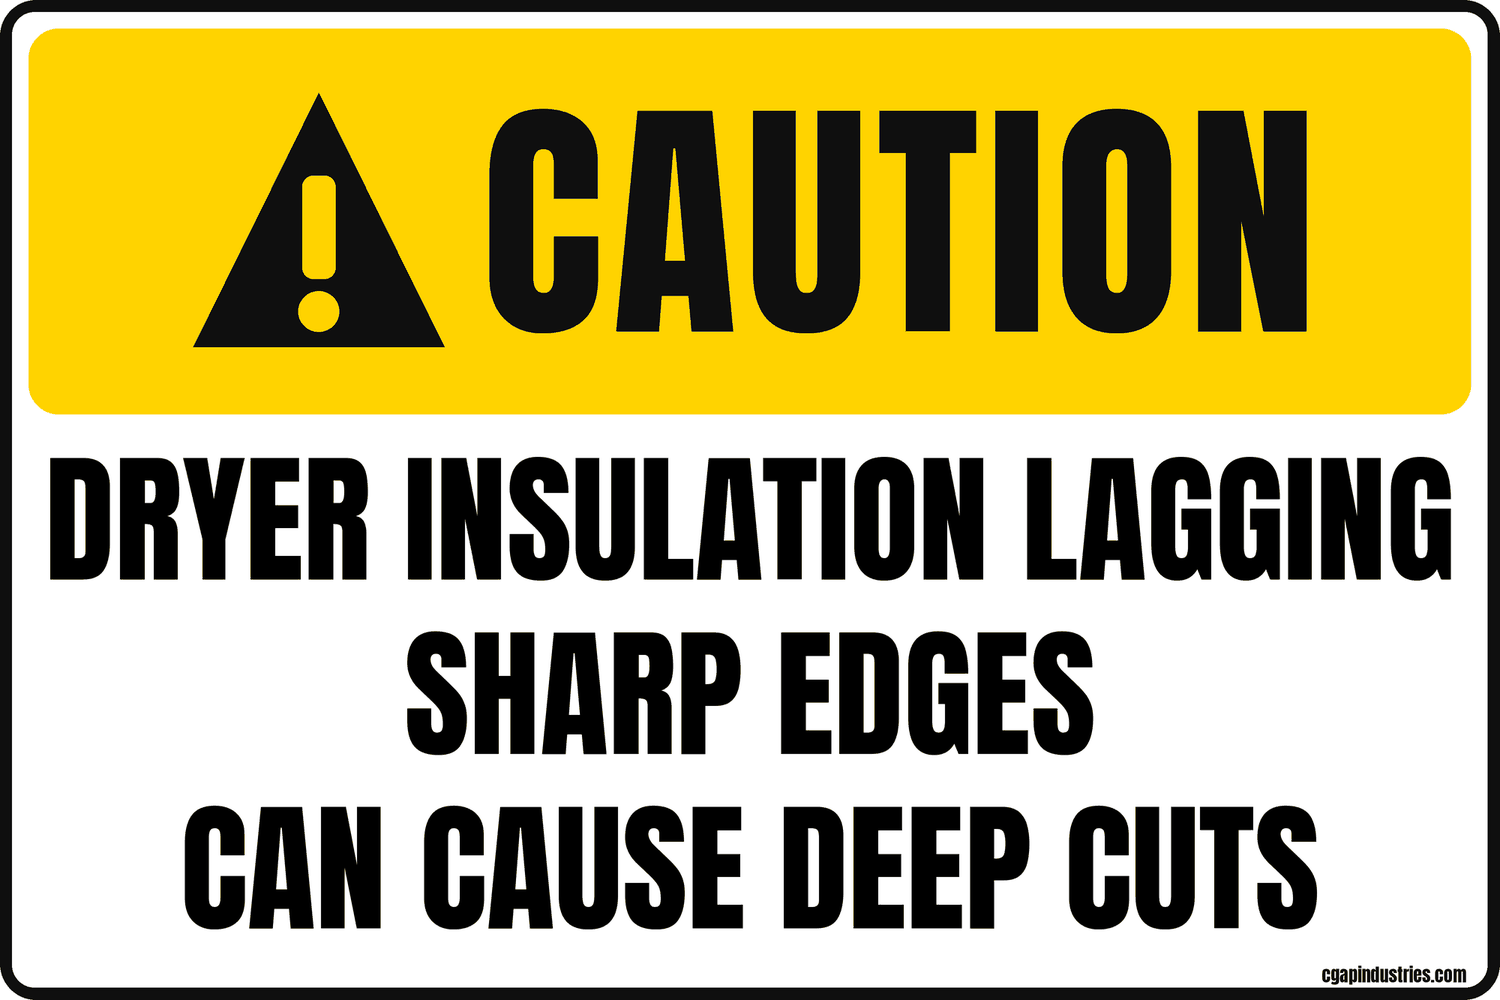 CAUTION
DRYER INSULATION LAGGING
SHARP EDGES
CAN CAUSE DEEP CUTS
cgapindustries.com